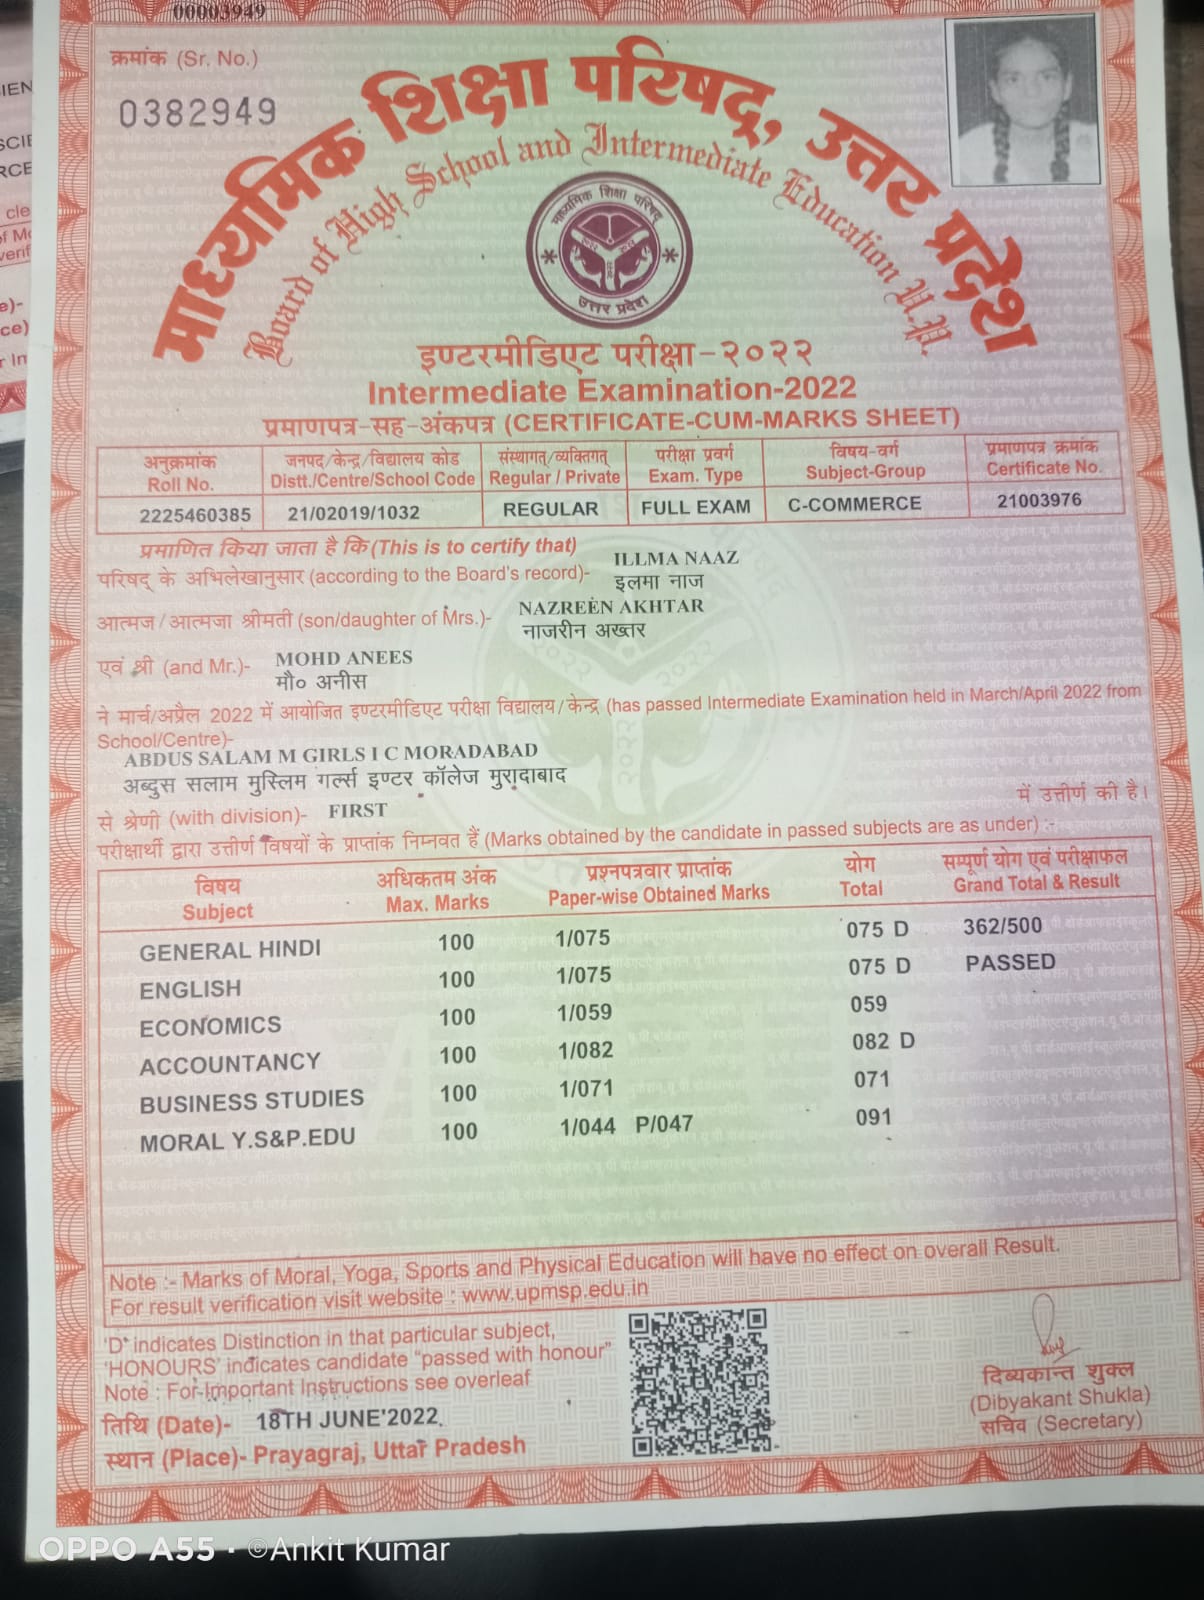 00003949
क्रमांक (Sr. No.)
0382949
माध्यमिक शिक्षा परिषद्, उत्तर प्रदेश
Board of High School and Intermediate Education U.P.
माध्यमिक शिक्षा परिषद्
उत्तर प्रदेश
इण्टरमीडिएट परीक्षा-२०२२
Intermediate Examination-2022
प्रमाणपत्र-सह-अंकपत्र (CERTIFICATE-CUM-MARKS SHEET)
अनुक्रमांक जनपद/केन्द्र/विद्यालय कोड संस्थागत/व्यक्तिगत परीक्षा प्रवर्ग विषय-वर्ग प्रमाणपत्र क्रमांक
Roll No. Distt./Centre/School Code Regular / Private Exam. Type Subject-Group Certificate No.
2225460385 21/02019/1032 REGULAR FULL EXAM C-COMMERCE 21003976
प्रमाणित किया जाता है कि (This is to certify that)
ILLMA NAAZ
परिषद् के अभिलेखानुसार (according to the Board's record)- इलमा नाज
NAZREEN AKHTAR
आत्मज/आत्मजा श्रीमती (son/daughter of Mrs.)- नाजरीन अख्तर
एवं श्री (and Mr.)- MOHD ANEES
मौ० अनीस
ने मार्च/अप्रैल 2022 में आयोजित इण्टरमीडिएट परीक्षा विद्यालय/केन्द्र (has passed Intermediate Examination held in March/April 2022 from
School/Centre)-
ABDUS SALAM M GIRLS I C MORADABAD
अब्दुस सलाम मुस्लिम गर्ल्स इण्टर कॉलेज मुरादाबाद
में उत्तीर्ण की है।
से श्रेणी (with division)- FIRST
परीक्षार्थी द्वारा उत्तीर्ण विषयों के प्राप्तांक निम्नवत हैं (Marks obtained by the candidate in passed subjects are as under) :-
विषय अधिकतम अंक प्रश्नपत्रवार प्राप्तांक योग सम्पूर्ण योग एवं परीक्षाफल
Subject Max. Marks Paper-wise Obtained Marks Total Grand Total & Result
GENERAL HINDI 100 1/075 075 D 362/500
ENGLISH 100 1/075 075 D PASSED
ECONOMICS 100 1/059 059
ACCOUNTANCY 100 1/082 082 D
BUSINESS STUDIES 100 1/071 071
MORAL Y.S&P.EDU 100 1/044 P/047 091
Note :- Marks of Moral, Yoga, Sports and Physical Education will have no effect on overall Result.
For result verification visit website : www.upmsp.edu.in
'D' indicates Distinction in that particular subject,
'HONOURS' indicates candidate "passed with honour"
Note : For Important Instructions see overleaf
तिथि (Date)- 18TH JUNE'2022.
स्थान (Place)- Prayagraj, Uttar Pradesh
दिब्यकान्त शुक्ल
(Dibyakant Shukla)
सचिव (Secretary)
OPPO A55 · ©Ankit Kumar